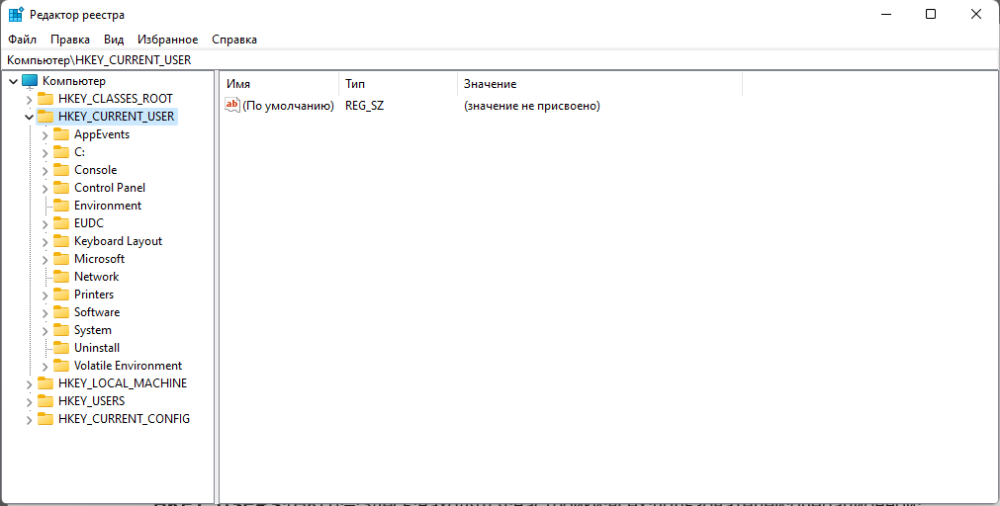 Редактор реестра
Файл Правка Вид Избранное Справка
Компьютер\HKEY_CURRENT_USER
Компьютер
HKEY_CLASSES_ROOT
HKEY_CURRENT_USER
AppEvents
C:
Console
Control Panel
Environment
EUDC
Keyboard Layout
Microsoft
Network
Printers
Software
System
Uninstall
Volatile Environment
HKEY_LOCAL_MACHINE
HKEY_USERS
HKEY_CURRENT_CONFIG
Имя Тип Значение
ab (По умолчанию) REG_SZ (значение не присвоено)